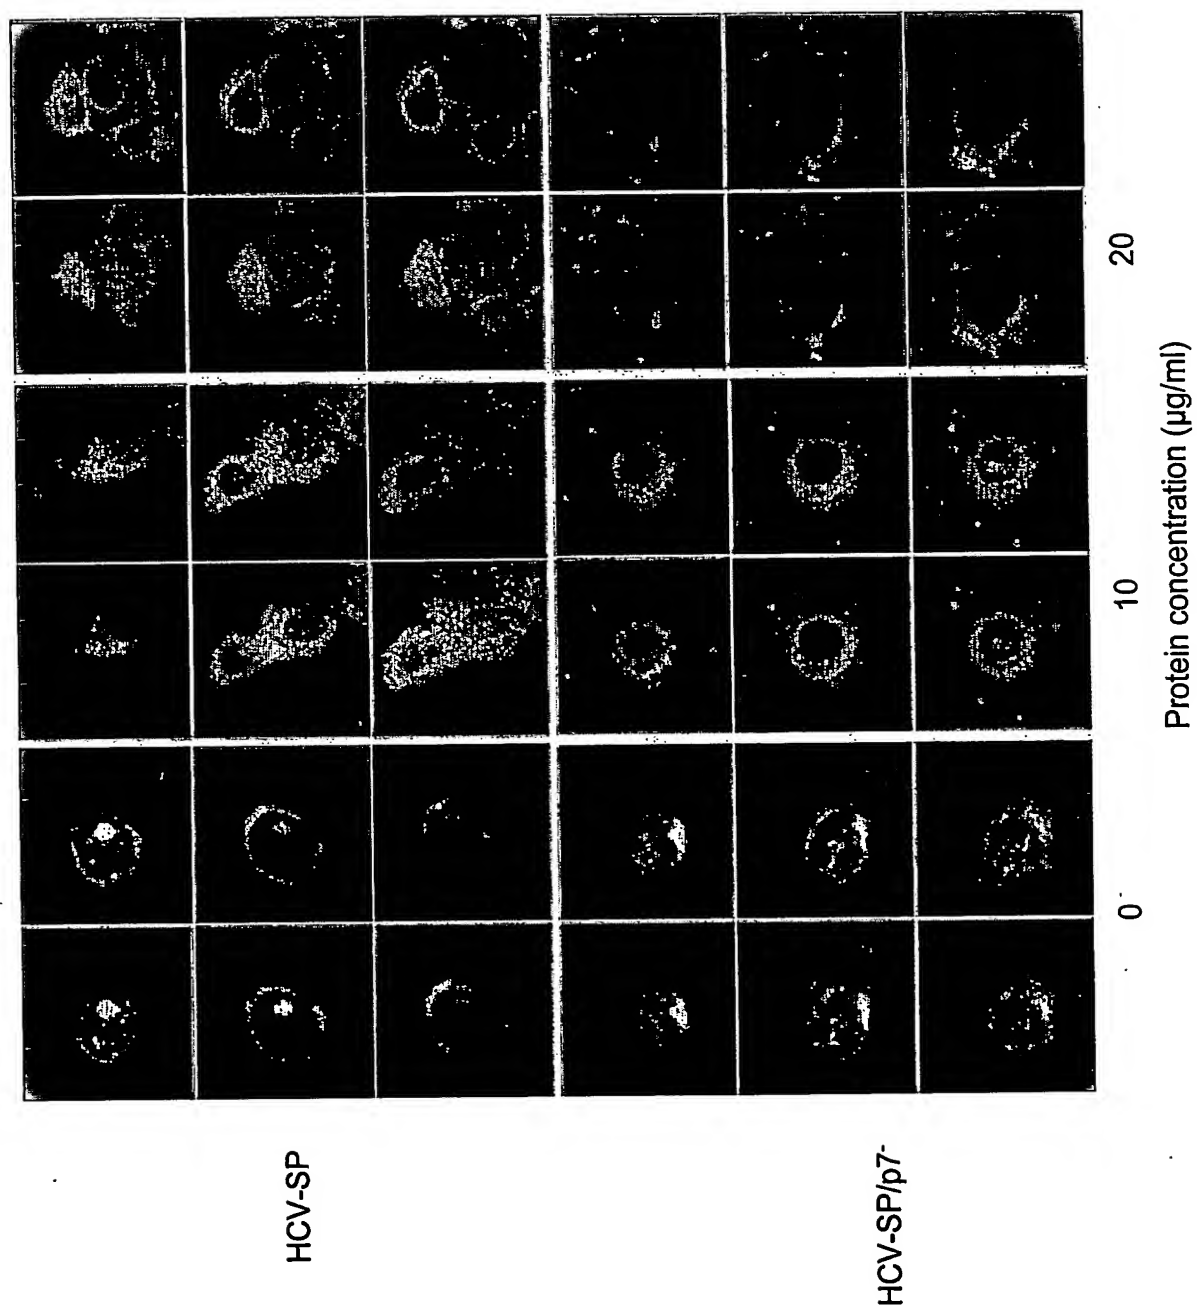 HCV-SP
HCV-SP/p7-
0
10
20
Protein concentration (µg/ml)